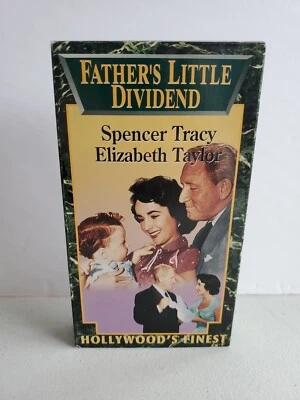 FATHER'S LITTLE
DIVIDEND
Spencer Tracy
Elizabeth Taylor
HOLLYWOOD'S FINEST